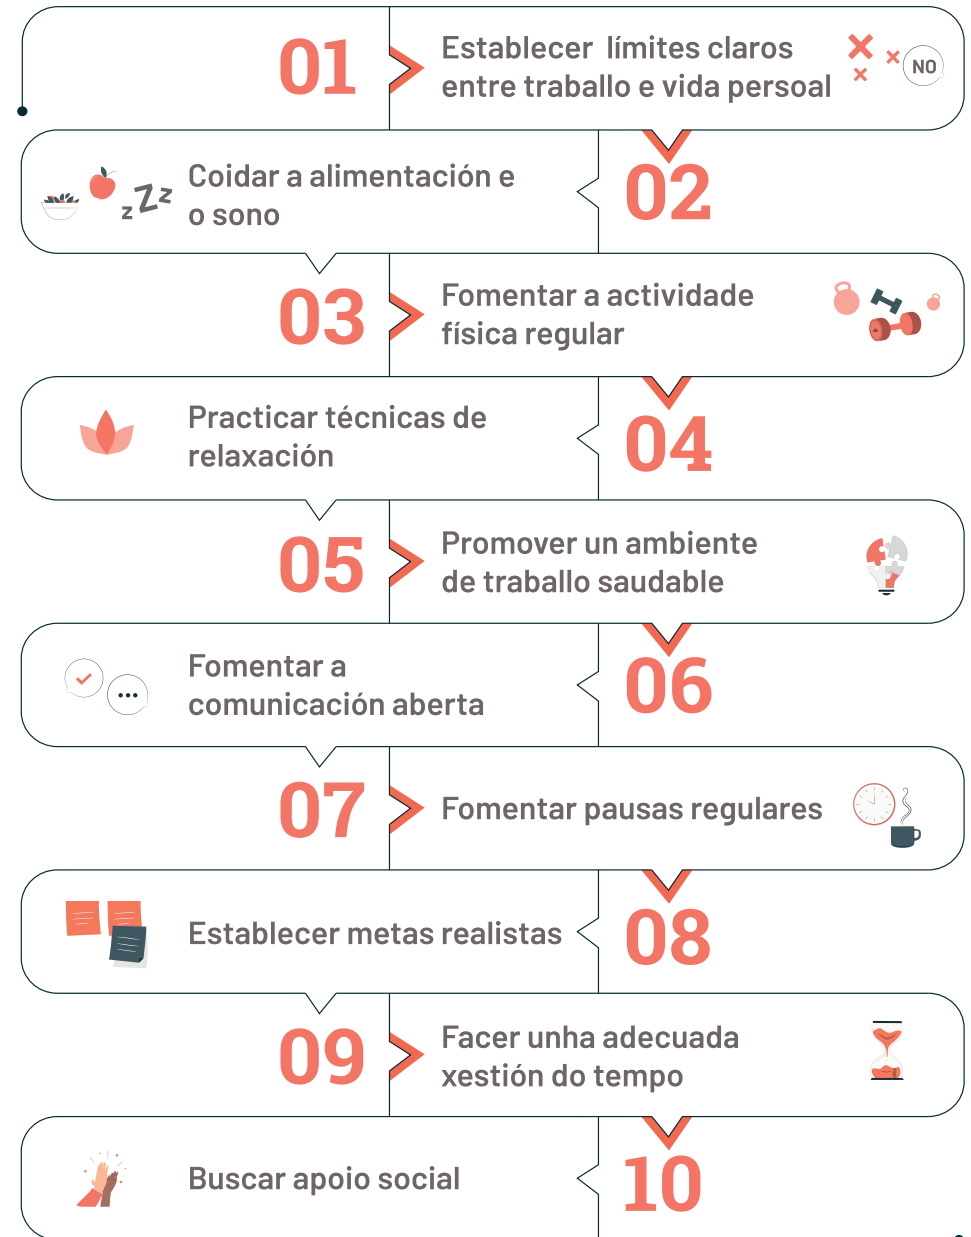 01
Establecer límites claros
entre traballo e vida persoal
NO
02
Coidar a alimentación e
o sono
zZz
03
Fomentar a actividade
física regular
04
Practicar técnicas de
relaxación
05
Promover un ambiente
de traballo saudable
06
Fomentar a
comunicación aberta
07
Fomentar pausas regulares
08
Establecer metas realistas
09
Facer unha adecuada
xestión do tempo
10
Buscar apoio social